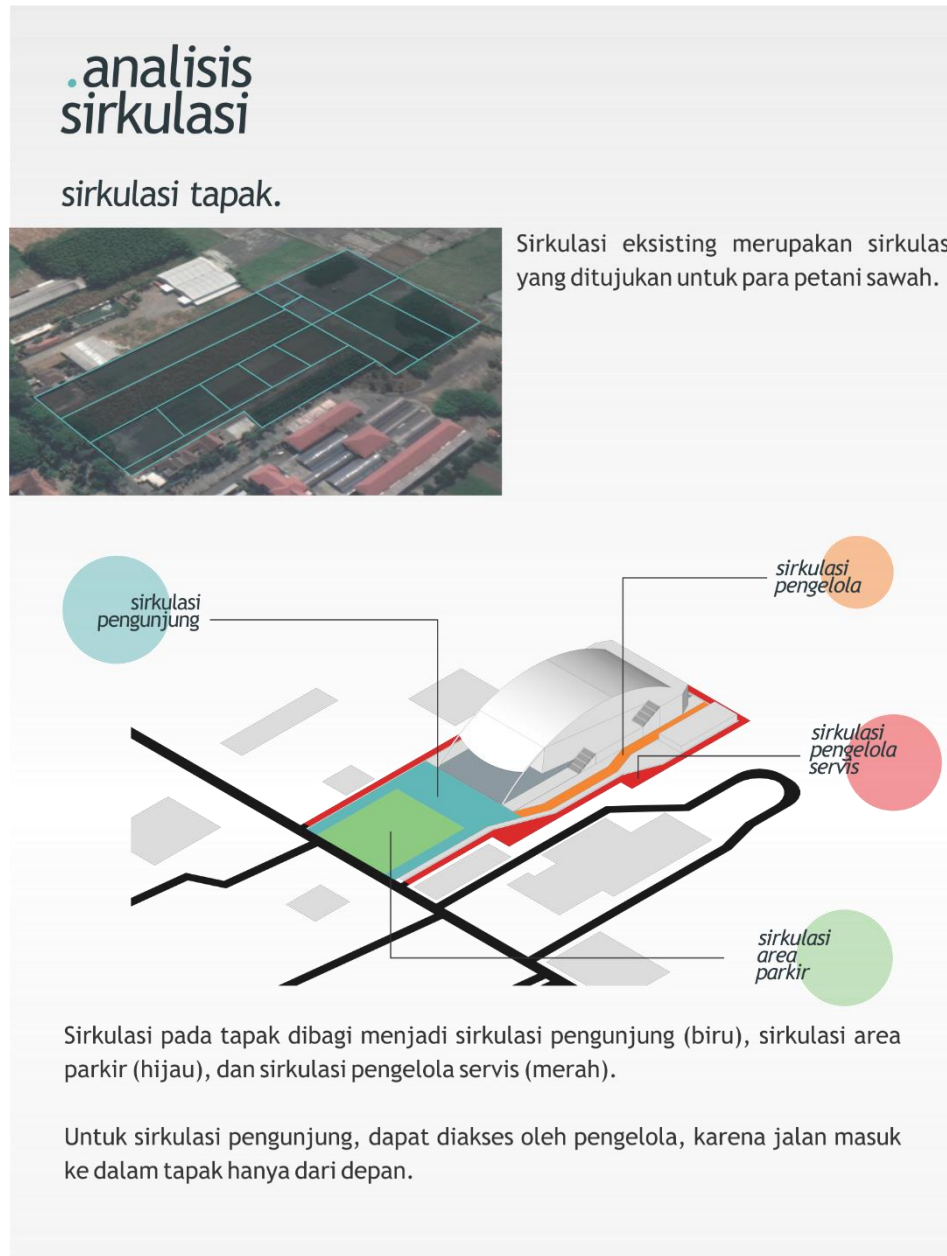 .analisis
sirkulasi
sirkulasi tapak.
Sirkulasi eksisting merupakan sirkulas
yang ditujukan untuk para petani sawah.
sirkulasi
pengunjung
sirkulasi
pengelola
sirkulasi
pengelola
servis
sirkulasi
area
parkir
Sirkulasi pada tapak dibagi menjadi sirkulasi pengunjung (biru), sirkulasi area
parkir (hijau), dan sirkulasi pengelola servis (merah).
Untuk sirkulasi pengunjung, dapat diakses oleh pengelola, karena jalan masuk
ke dalam tapak hanya dari depan.